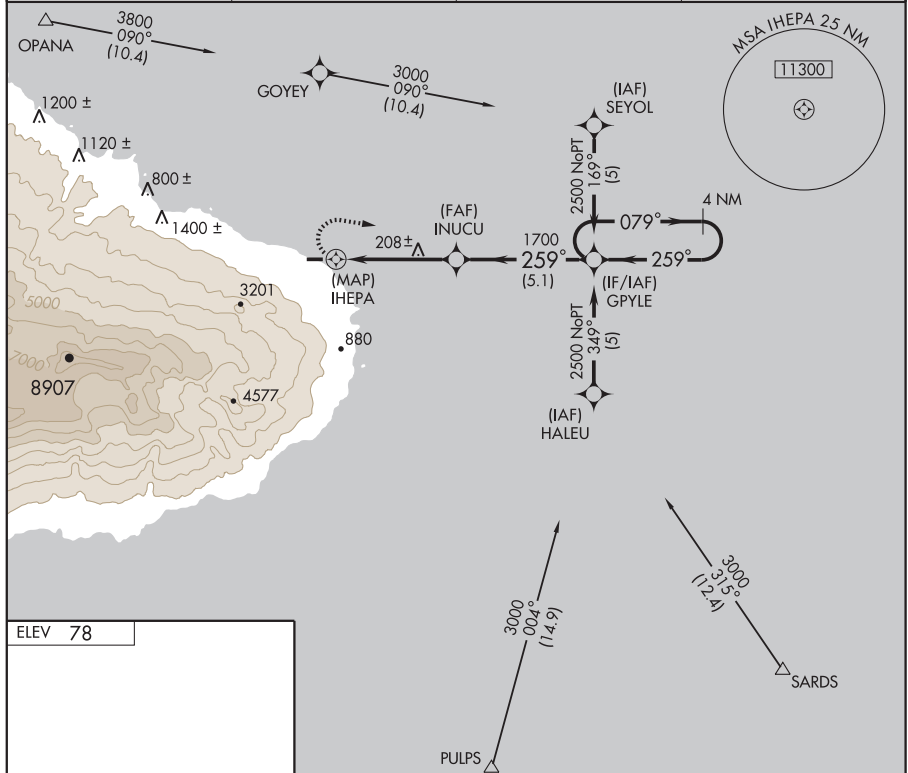 OPANA
3800
090°
(10.4)
GOYEY
3000
090°
(10.4)
MSA IHEPA 25 NM
11300
(IAF)
SEYOL
2500 NoPT
169°
(5)
1200 ±
1120 ±
800 ±
1400 ±
079°
4 NM
(FAF)
INUCU
208±
1700
259°
(5.1)
259°
(IF/IAF)
GPYLE
(MAP)
IHEPA
3201
5000
7000
8907
880
4577
2500 NoPT
349°
(5)
(IAF)
HALEU
3000
004°
(14.9)
3000
315°
(12.4)
ELEV 78
SARDS
PULPS